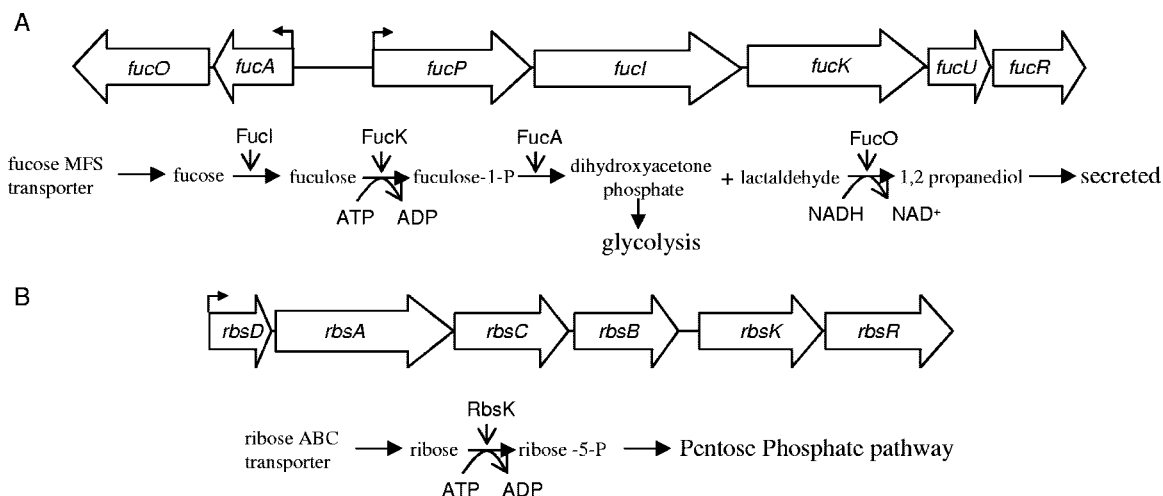 A
fucO fucA fucP fucI fucK fucU fucR
FucI FucK FucA FucO
fucose MFS transporter fucose fuculose fuculose-1-P dihydroxyacetone phosphate + lactaldehyde 1,2 propanediol secreted
ATP ADP NADH NAD+
glycolysis
B
rbsD rbsA rbsC rbsB rbsK rbsR
RbsK
ribose ABC transporter ribose ribose -5-P Pentose Phosphate pathway
ATP ADP